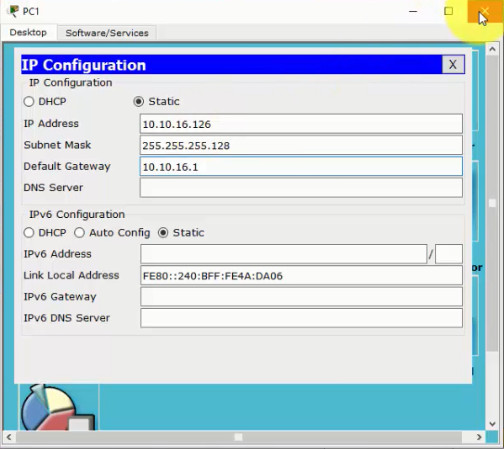 PC1
Desktop Software/Services
IP Configuration X
IP Configuration
DHCP Static
IP Address 10.10.16.126
Subnet Mask 255.255.255.128
Default Gateway 10.10.16.1
DNS Server
IPv6 Configuration
DHCP Auto Config Static
IPv6 Address /
Link Local Address FE80::240:BFF:FE4A:DA06
IPv6 Gateway
IPv6 DNS Server
or